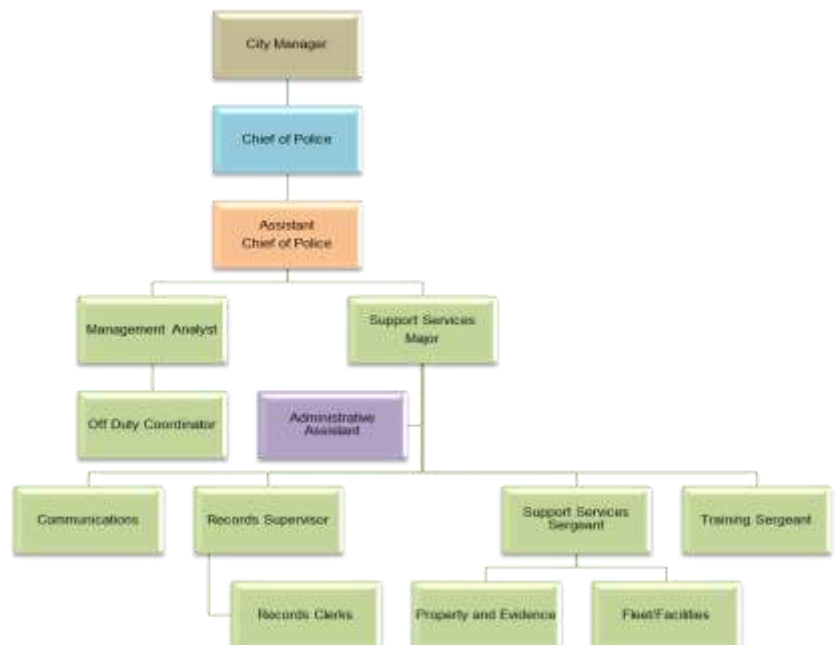 City Manager
Chief of Police
Assistant
Chief of Police
Management Analyst
Support Services
Major
Off Duty Coordinator
Administrative
Assistant
Communications
Records Supervisor
Support Services
Sergeant
Training Sergeant
Records Clerks
Property and Evidence
Fleet/Facilities